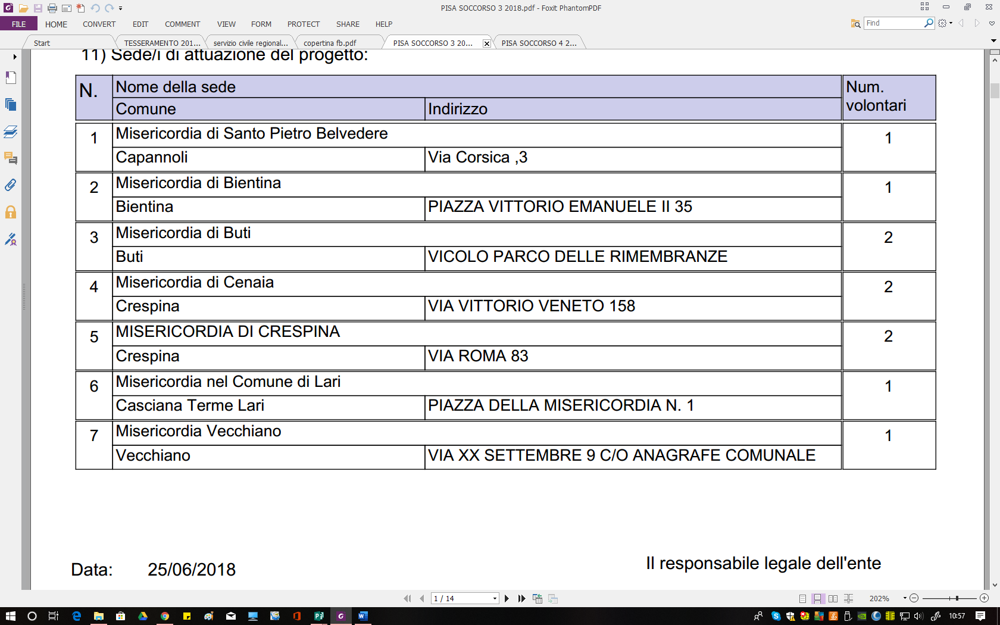 PISA SOCCORSO 3 2018.pdf - Foxit PhantomPDF
FILE HOME CONVERT EDIT COMMENT VIEW FORM PROTECT SHARE HELP Find
Start TESSERAMENTO 201... servizio civile regional... copertina fb.pdf PISA SOCCORSO 3 20... PISA SOCCORSO 4 2...
11) Sede/i di attuazione del progetto:
N. Nome della sede Num. volontari
Comune Indirizzo
1 Misericordia di Santo Pietro Belvedere 1
Capannoli Via Corsica ,3
2 Misericordia di Bientina 1
Bientina PIAZZA VITTORIO EMANUELE II 35
3 Misericordia di Buti 2
Buti VICOLO PARCO DELLE RIMEMBRANZE
4 Misericordia di Cenaia 2
Crespina VIA VITTORIO VENETO 158
5 MISERICORDIA DI CRESPINA 2
Crespina VIA ROMA 83
6 Misericordia nel Comune di Lari 1
Casciana Terme Lari PIAZZA DELLA MISERICORDIA N. 1
7 Misericordia Vecchiano 1
Vecchiano VIA XX SETTEMBRE 9 C/O ANAGRAFE COMUNALE
Il responsabile legale dell'ente
Data: 25/06/2018
1 / 14 202%
10:57